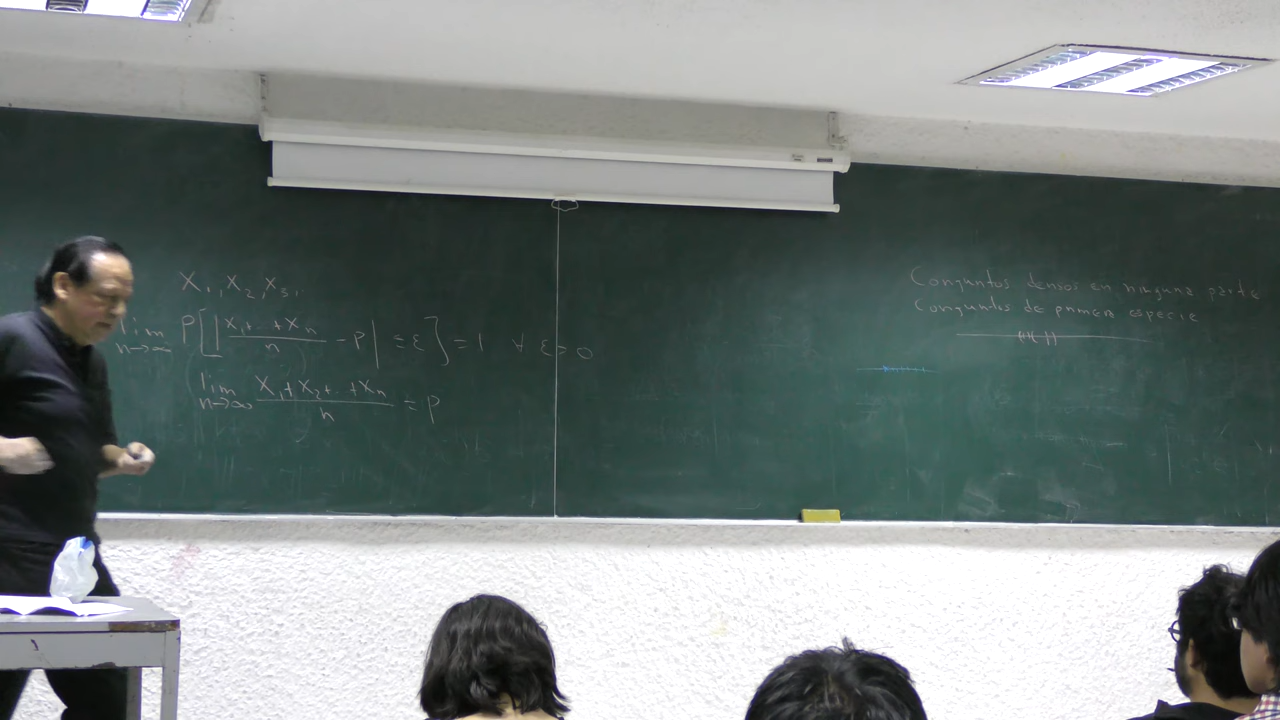 X₁, X₂, X₃,
lim n→∞ P[|X₁+..+Xₙ / n - P| ≤ ε] = 1 ∀ ε>0
lim n→∞ X₁+X₂+..+Xₙ / n = P
Conjuntos densos en ninguna parte
Conjuntos de primera especie